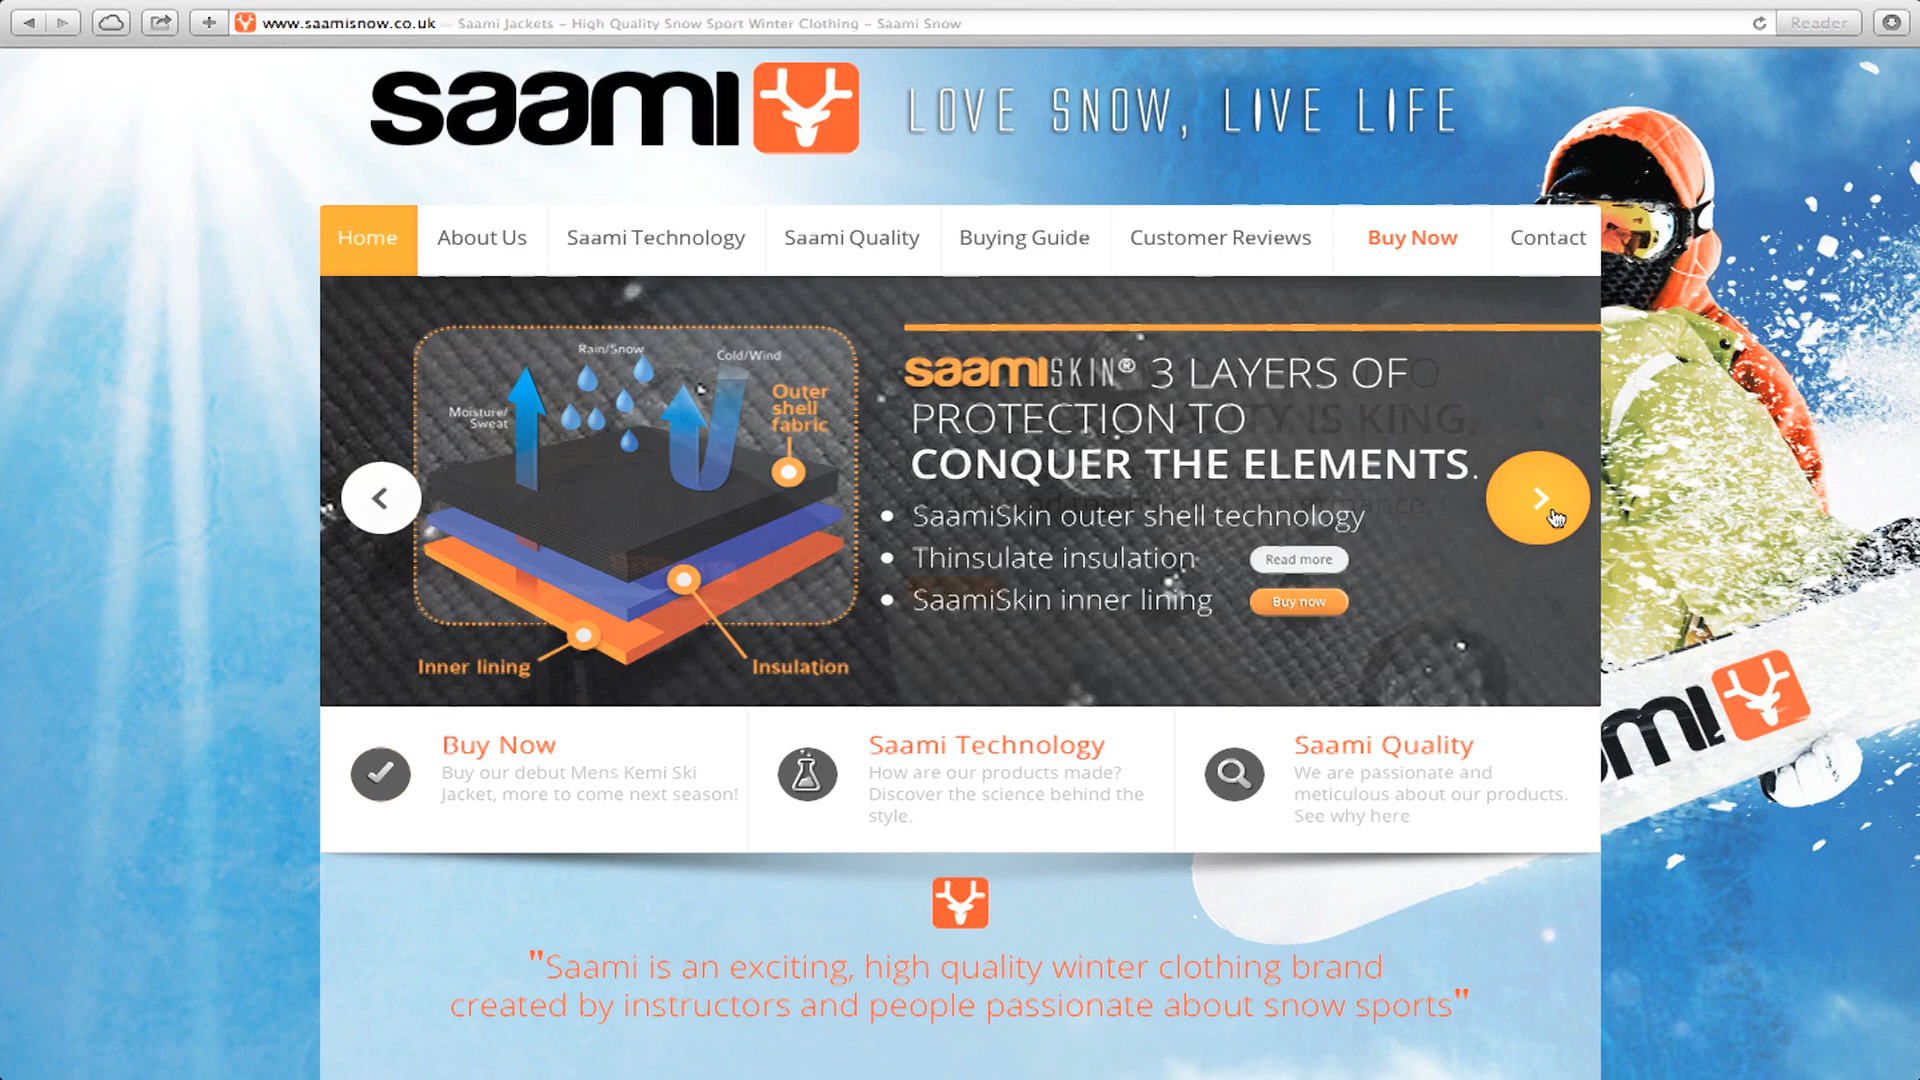 www.saamisnow.co.uk — Saami Jackets – High Quality Snow Sport Winter Clothing – Saami Snow
Reader
saami
LOVE SNOW, LIVE LIFE
Home
About Us
Saami Technology
Saami Quality
Buying Guide
Customer Reviews
Buy Now
Contact
Rain/Snow
Cold/Wind
Moisture/
Sweat
Outer
shell
fabric
Inner lining
Insulation
saamiSKIN® 3 LAYERS OF
PROTECTION TO
CONQUER THE ELEMENTS.
• SaamiSkin outer shell technology
• Thinsulate insulation
• SaamiSkin inner lining
Read more
Buy now
Buy Now
Buy our debut Mens Kemi Ski
Jacket, more to come next season!
Saami Technology
How are our products made?
Discover the science behind the
style.
Saami Quality
We are passionate and
meticulous about our products.
See why here
"Saami is an exciting, high quality winter clothing brand
created by instructors and people passionate about snow sports"